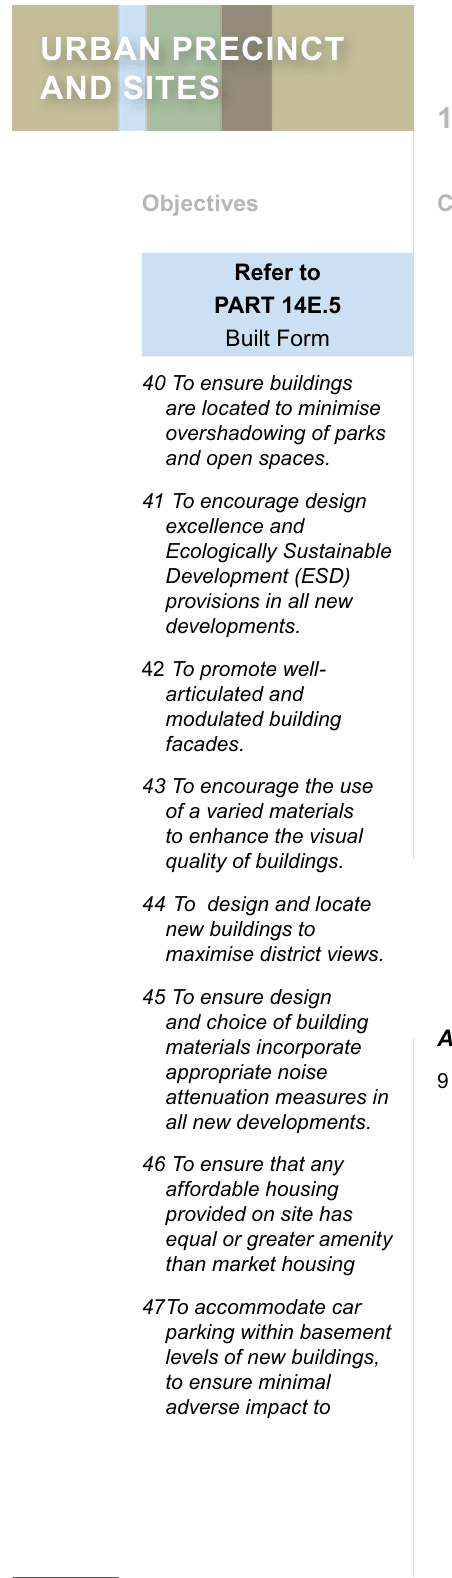 URBAN PRECINCT
AND SITES
1
Objectives
C
Refer to
PART 14E.5
Built Form
40 To ensure buildings
are located to minimise
overshadowing of parks
and open spaces.
41 To encourage design
excellence and
Ecologically Sustainable
Development (ESD)
provisions in all new
developments.
42 To promote well-
articulated and
modulated building
facades.
43 To encourage the use
of a varied materials
to enhance the visual
quality of buildings.
44 To  design and locate
new buildings to
maximise district views.
45 To ensure design
and choice of building
materials incorporate
appropriate noise
attenuation measures in
all new developments.
46 To ensure that any
affordable housing
provided on site has
equal or greater amenity
than market housing
47To accommodate car
parking within basement
levels of new buildings,
to ensure minimal
adverse impact to
A
9